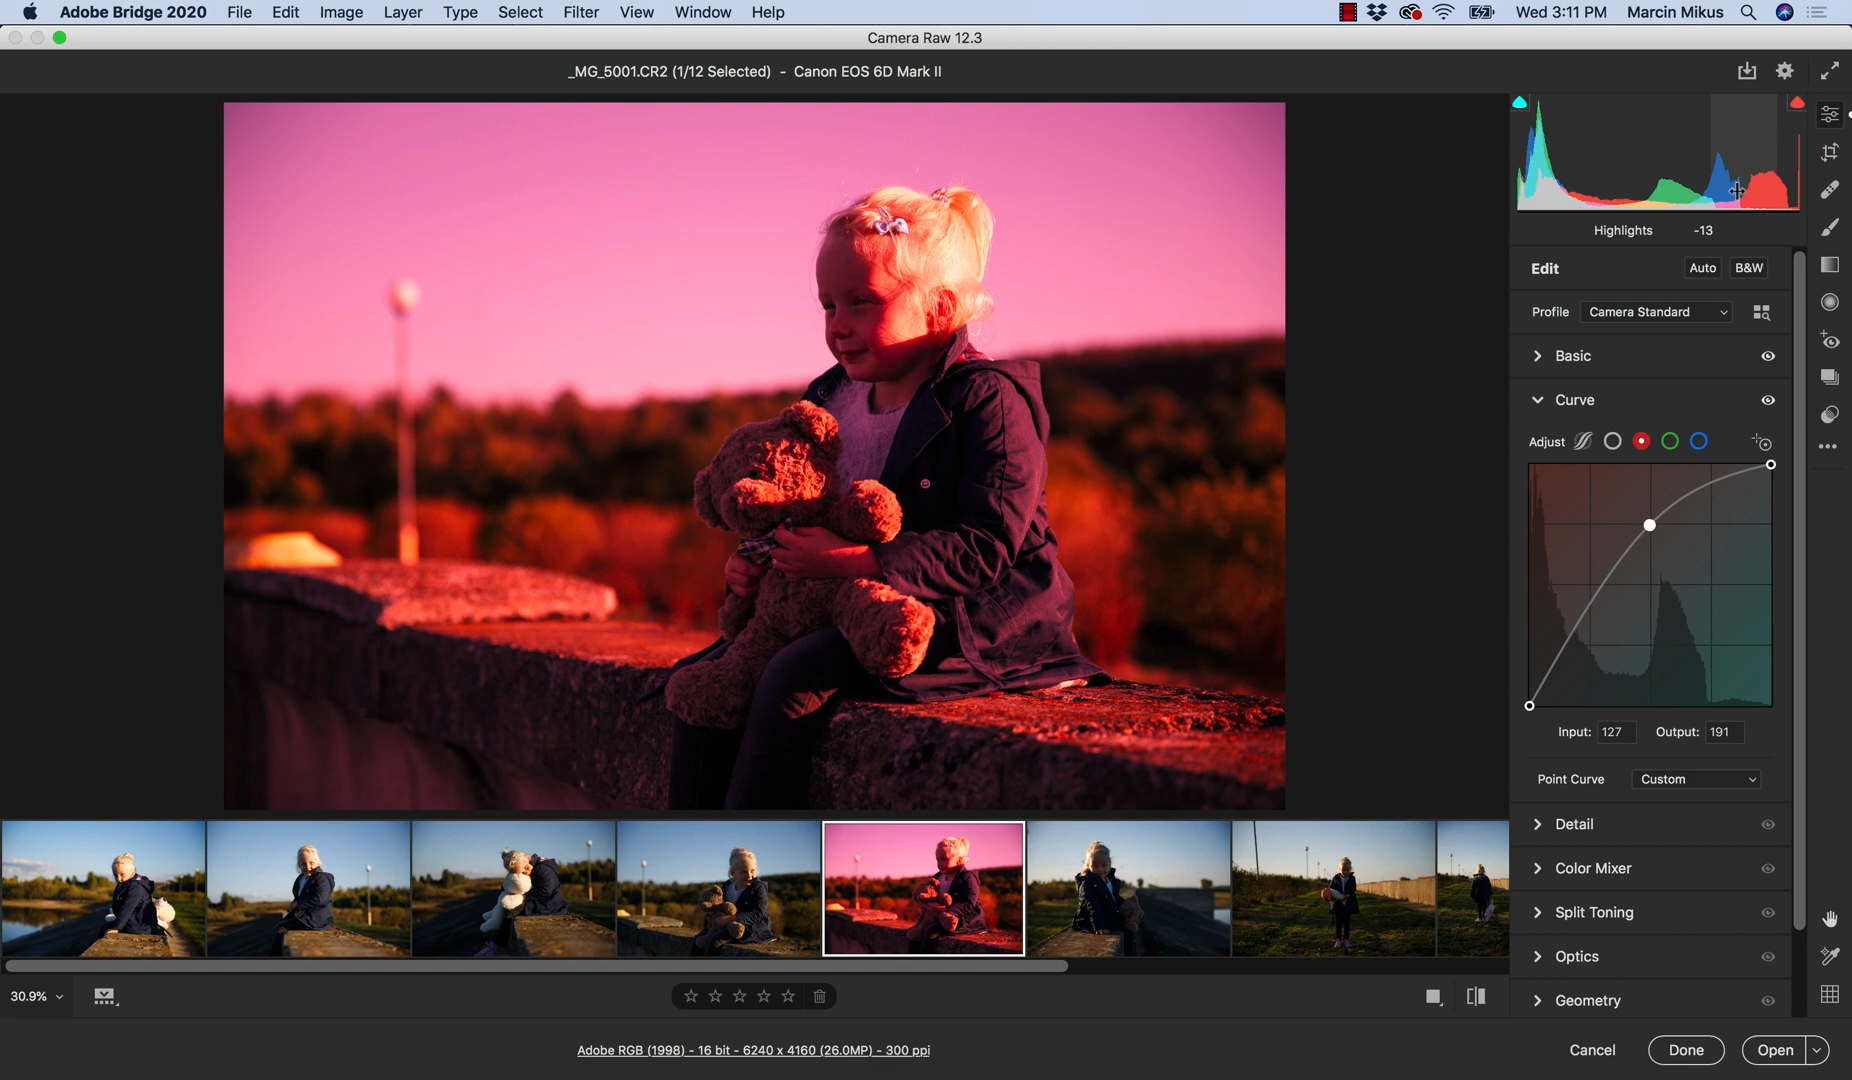 Adobe Bridge 2020 File Edit Image Layer Type Select Filter View Window Help Wed 3:11 PM Marcin Mikus
Camera Raw 12.3
_MG_5001.CR2 (1/12 Selected) - Canon EOS 6D Mark II
Highlights -13
Edit Auto B&W
Profile Camera Standard
Basic
Curve
Adjust
Input: 127 Output: 191
Point Curve Custom
Detail
Color Mixer
Split Toning
Optics
Geometry
30.9%
Adobe RGB (1998) - 16 bit - 6240 x 4160 (26.0MP) - 300 ppi
Cancel Done Open